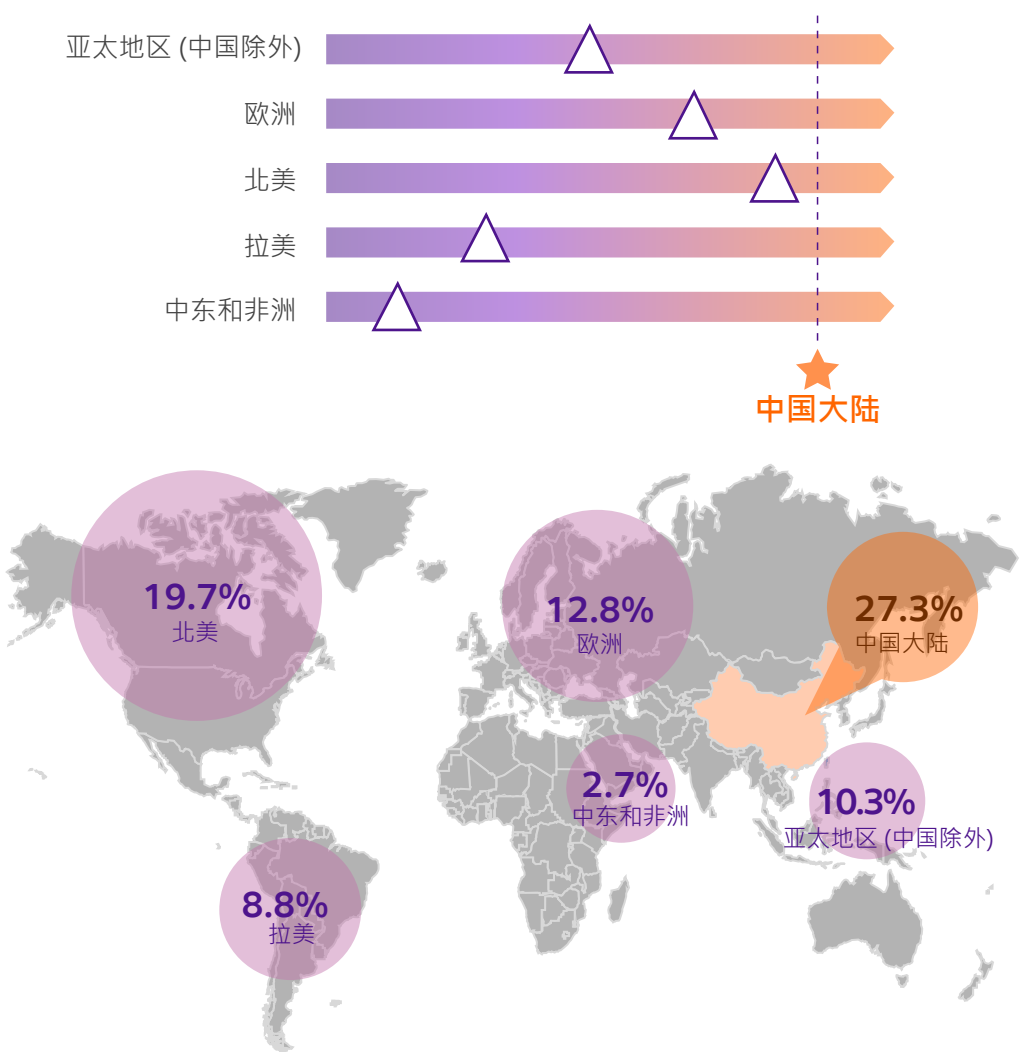 亚太地区 (中国除外)
欧洲
北美
拉美
中东和非洲
中国大陆
19.7%
北美
12.8%
欧洲
27.3%
中国大陆
2.7%
中东和非洲
10.3%
亚太地区 (中国除外)
8.8%
拉美